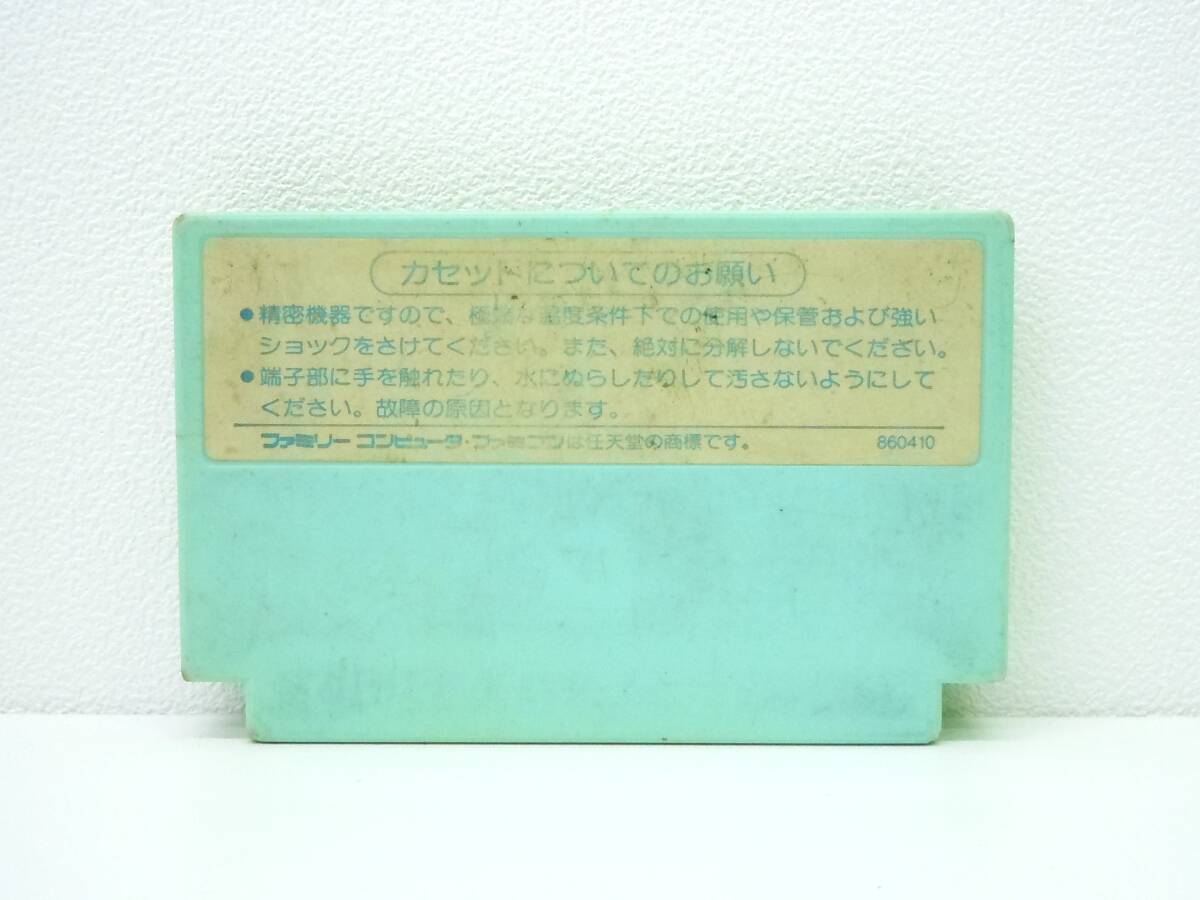 カセットについてのお願い
●精密機器ですので、極端な温度条件下での使用や保管および強い
ショックをさけてください。また、絶対に分解しないでください。
●端子部に手を触れたり、水にぬらしたりして汚さないようにして
ください。故障の原因となります。
ファミリー コンピュータ・ファミコンは任天堂の商標です。 860410